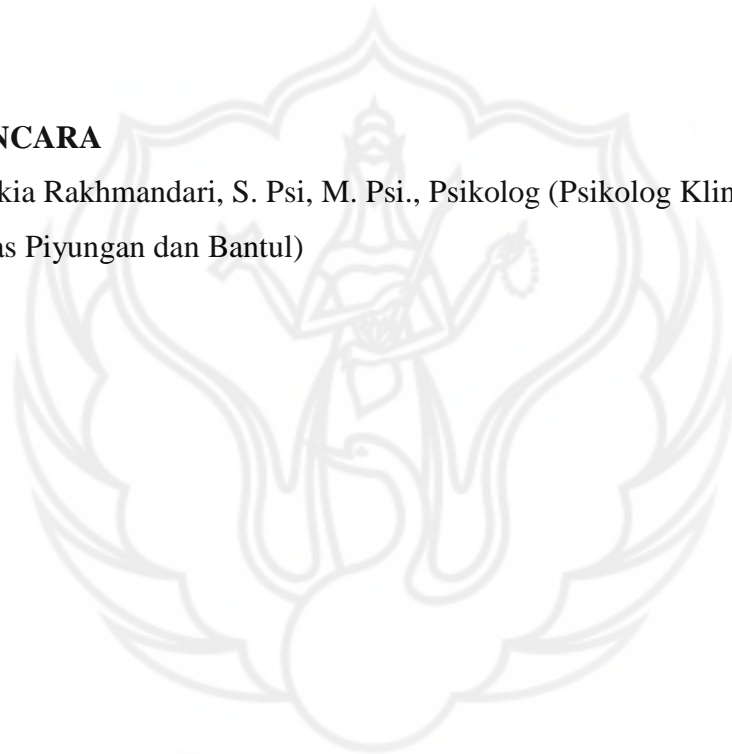 NCARA
kia Rakhmandari, S. Psi, M. Psi., Psikolog (Psikolog Klin
as Piyungan dan Bantul)